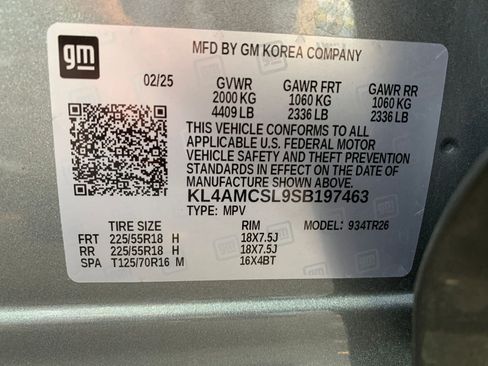 gm
MFD BY GM KOREA COMPANY
02/25 GVWR GAWR FRT GAWR RR
2000 KG 1060 KG 1060 KG
4409 LB 2336 LB 2336 LB
THIS VEHICLE CONFORMS TO ALL
APPLICABLE U.S. FEDERAL MOTOR
VEHICLE SAFETY AND THEFT PREVENTION
STANDARDS IN EFFECT ON THE DATE OF
MANUFACTURE SHOWN ABOVE.
KL4AMCSL9SB197463
TYPE: MPV
TIRE SIZE RIM MODEL: 934TR26
FRT 225/55R18 H 18X7.5J
RR 225/55R18 H 18X7.5J
SPA T125/70R16 M 16X4BT